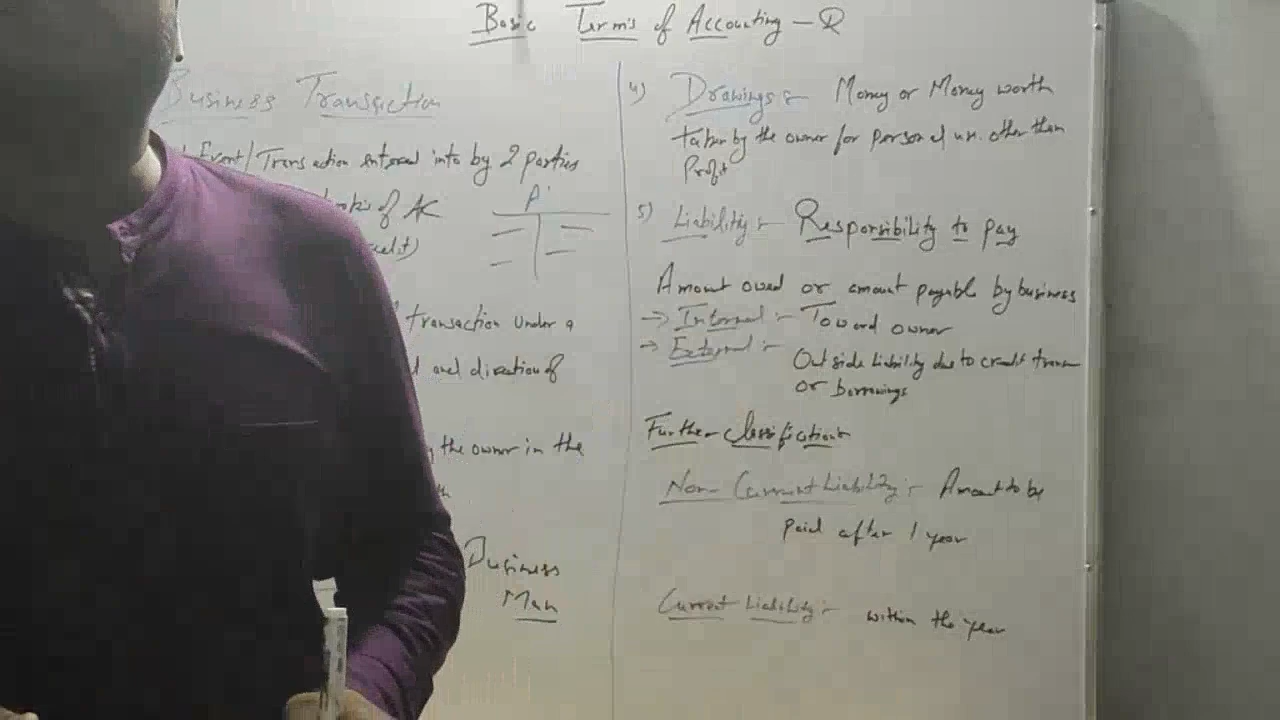 Basic Terms of Accounting - R
Business Transaction
Event/Transaction entered into by 2 parties
books of A/c
A'
transaction under a
and direction of
the owner in the
Business
Man
4) Drawings :- Money or Money worth
taken by the owner for personal use other than
Profit
5) Liability :- Responsibility to pay
Amount owed or amount payable by business
→ Internal :- Toward owner
→ External :- Outside liability due to credit trans
or borrowings
Further classification
Non-Current Liability :- Amount to be
paid after 1 year
Current Liability :- within the year